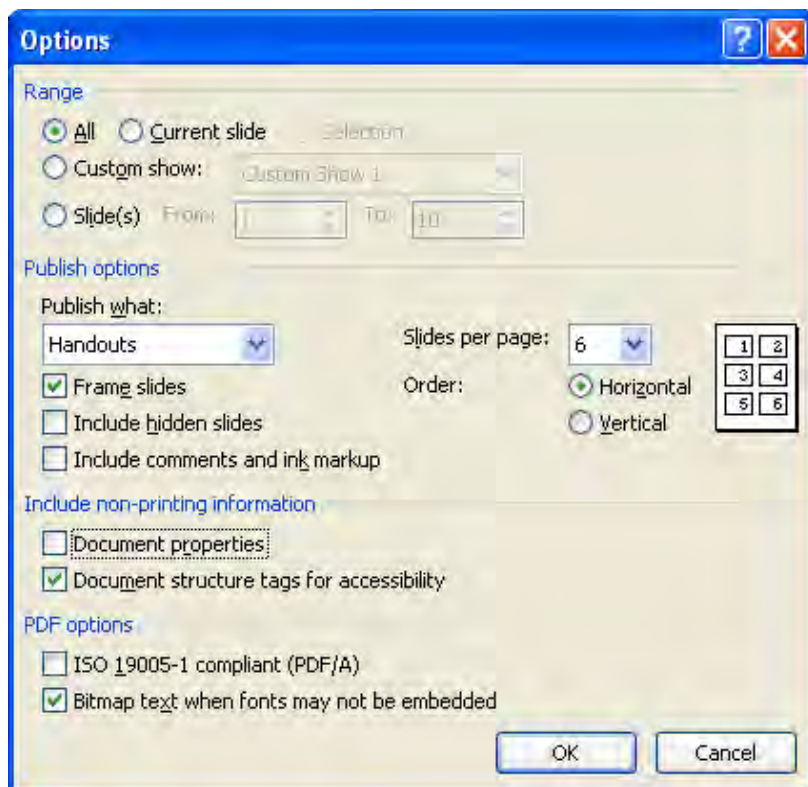 Options
Range
All Current slide Selection
Custom show: Custom Show 1
Slide(s) From: 1 To: 10
Publish options
Publish what:
Handouts Slides per page: 6
Frame slides Order: Horizontal
Include hidden slides Vertical
Include comments and ink markup
1 2
3 4
5 6
Include non-printing information
Document properties
Document structure tags for accessibility
PDF options
ISO 19005-1 compliant (PDF/A)
Bitmap text when fonts may not be embedded
OK Cancel